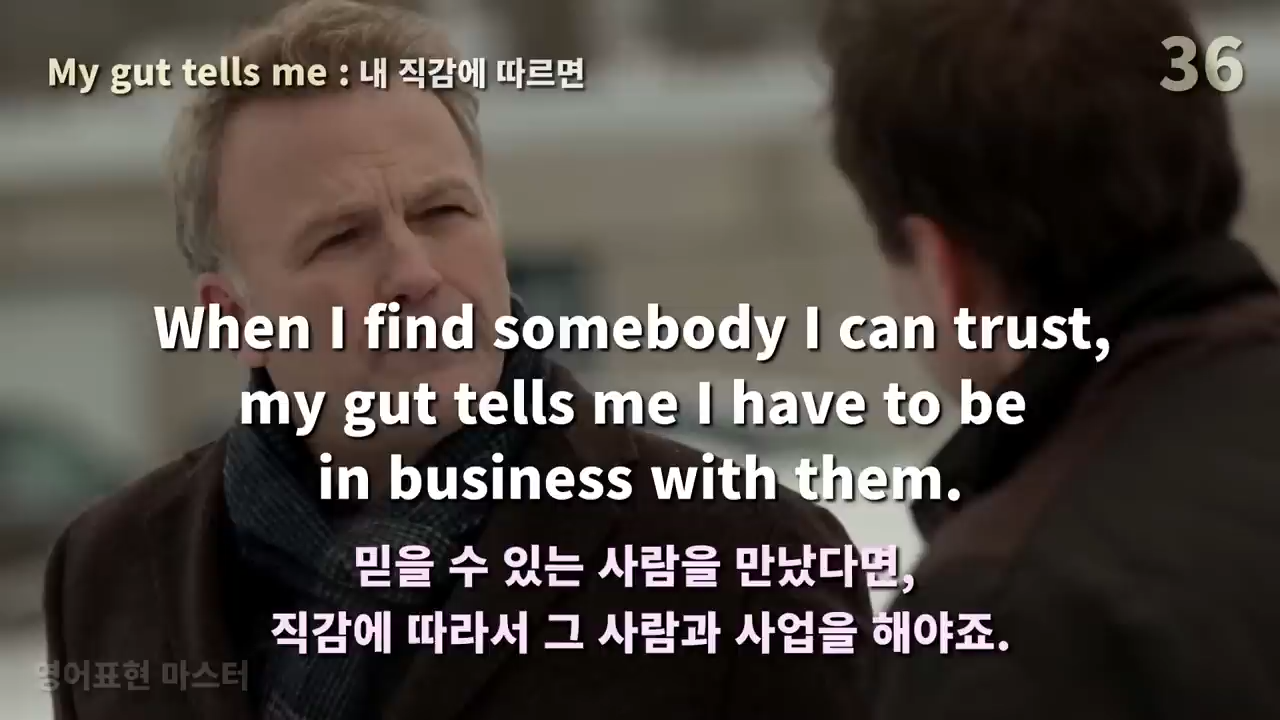 My gut tells me : 내 직감에 따르면
36
When I find somebody I can trust,
my gut tells me I have to be
in business with them.
믿을 수 있는 사람을 만났다면,
직감에 따라서 그 사람과 사업을 해야죠.
영어표현 마스터